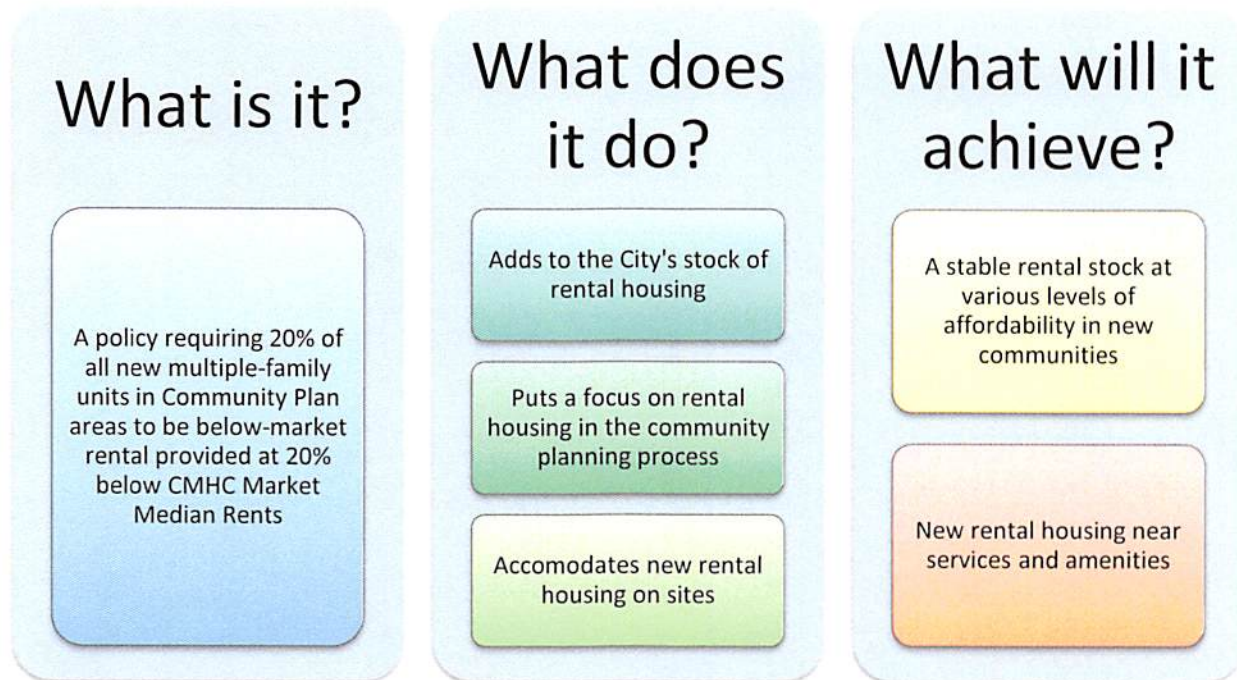 What is it?
A policy requiring 20% of
all new multiple-family
units in Community Plan
areas to be below-market
rental provided at 20%
below CMHC Market
Median Rents
What does
it do?
Adds to the City's stock of
rental housing
Puts a focus on rental
housing in the community
planning process
Accomodates new rental
housing on sites
What will it
achieve?
A stable rental stock at
various levels of
affordability in new
communities
New rental housing near
services and amenities